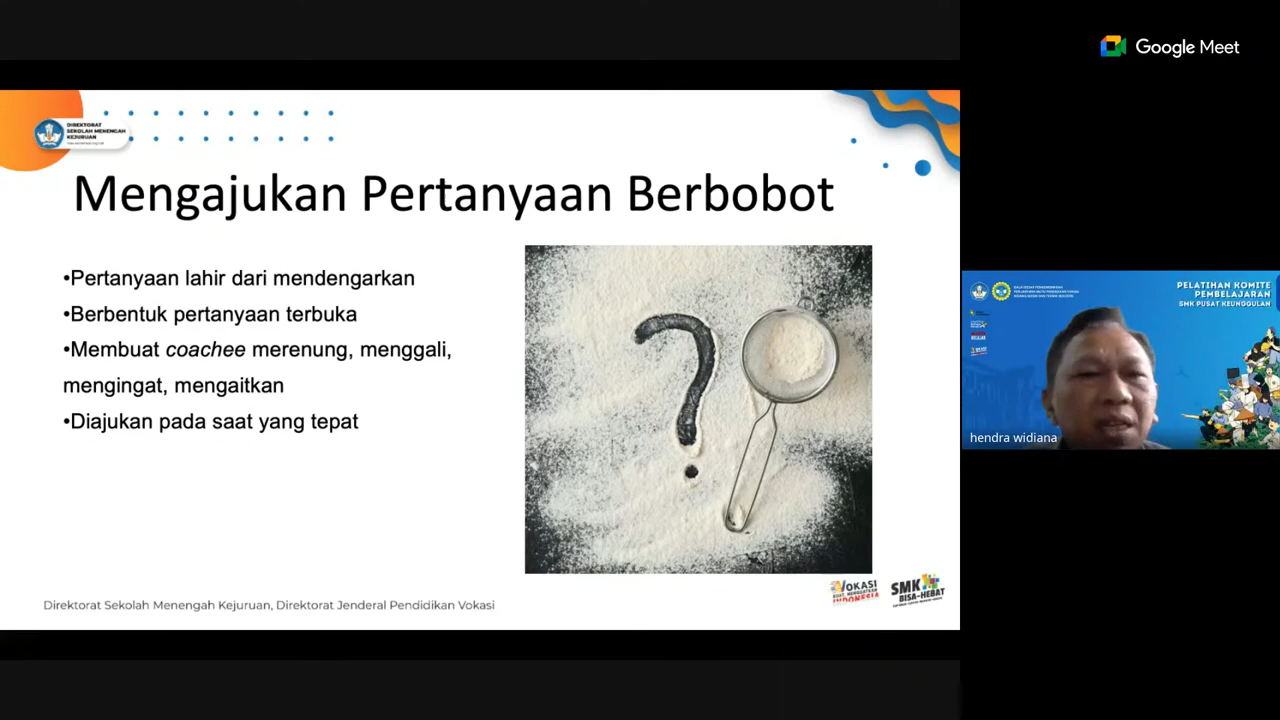 Google Meet
DIREKTORAT
SEKOLAH MENENGAH
KEJURUAN
Mengajukan Pertanyaan Berbobot
•Pertanyaan lahir dari mendengarkan
•Berbentuk pertanyaan terbuka
•Membuat coachee merenung, menggali,
mengingat, mengaitkan
•Diajukan pada saat yang tepat
Direktorat Sekolah Menengah Kejuruan, Direktorat Jenderal Pendidikan Vokasi
VOKASI
INDONESIA
SMK
BISA-HEBAT
PELATIHAN KOMITE
PEMBELAJARAN
SMK PUSAT KEUNGGULAN
hendra widiana